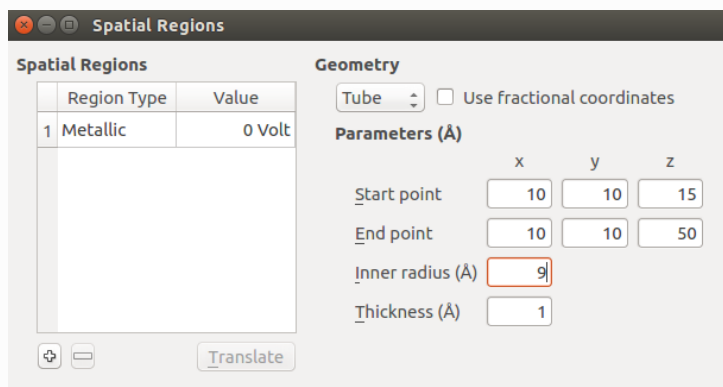 Spatial Regions
Spatial Regions
Region Type Value
1 Metallic 0 Volt
Translate
Geometry
Tube Use fractional coordinates
Parameters (Å)
x y z
Start point 10 10 15
End point 10 10 50
Inner radius (Å) 9
Thickness (Å) 1